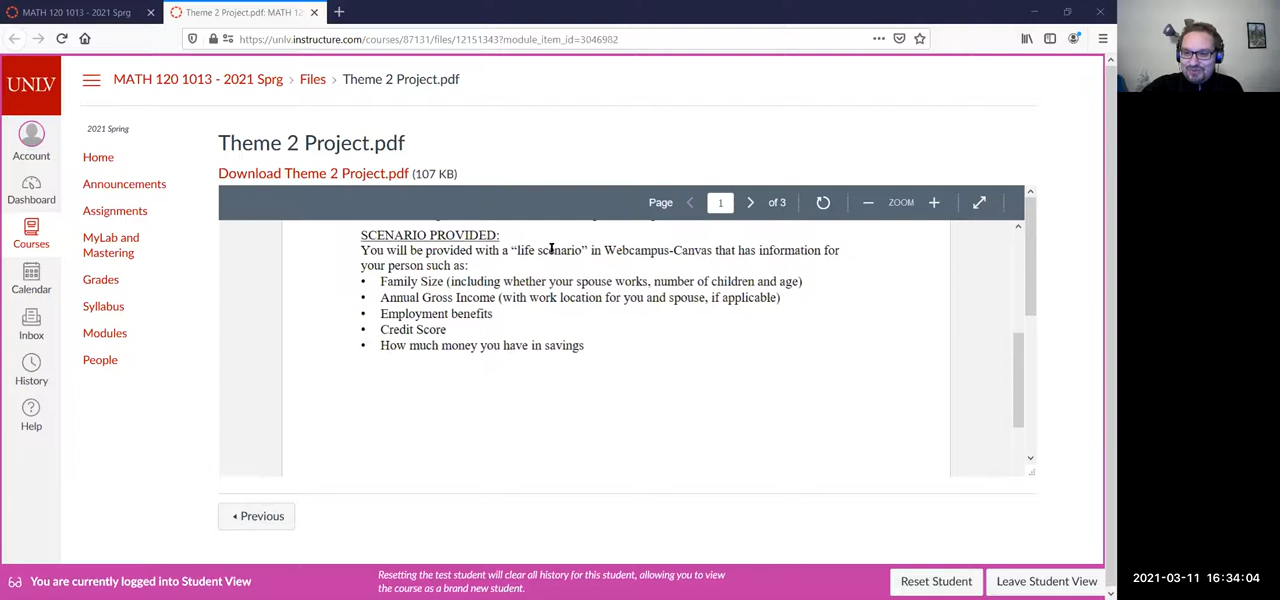 MATH 120 1013 - 2021 Sprg
Theme 2 Project.pdf: MATH 12
https://unlv.instructure.com/courses/87131/files/12151343?module_item_id=3046982
UNLV
MATH 120 1013 - 2021 Sprg › Files › Theme 2 Project.pdf
Account
Dashboard
Courses
Calendar
Inbox
History
Help
2021 Spring
Home
Announcements
Assignments
MyLab and
Mastering
Grades
Syllabus
Modules
People
Theme 2 Project.pdf
Download Theme 2 Project.pdf (107 KB)
Page 1 of 3 ZOOM
SCENARIO PROVIDED:
You will be provided with a “life scenario” in Webcampus-Canvas that has information for
your person such as:
• Family Size (including whether your spouse works, number of children and age)
• Annual Gross Income (with work location for you and spouse, if applicable)
• Employment benefits
• Credit Score
• How much money you have in savings
Previous
You are currently logged into Student View
Resetting the test student will clear all history for this student, allowing you to view
the course as a brand new student.
Reset Student
Leave Student View
2021-03-11 16:34:04